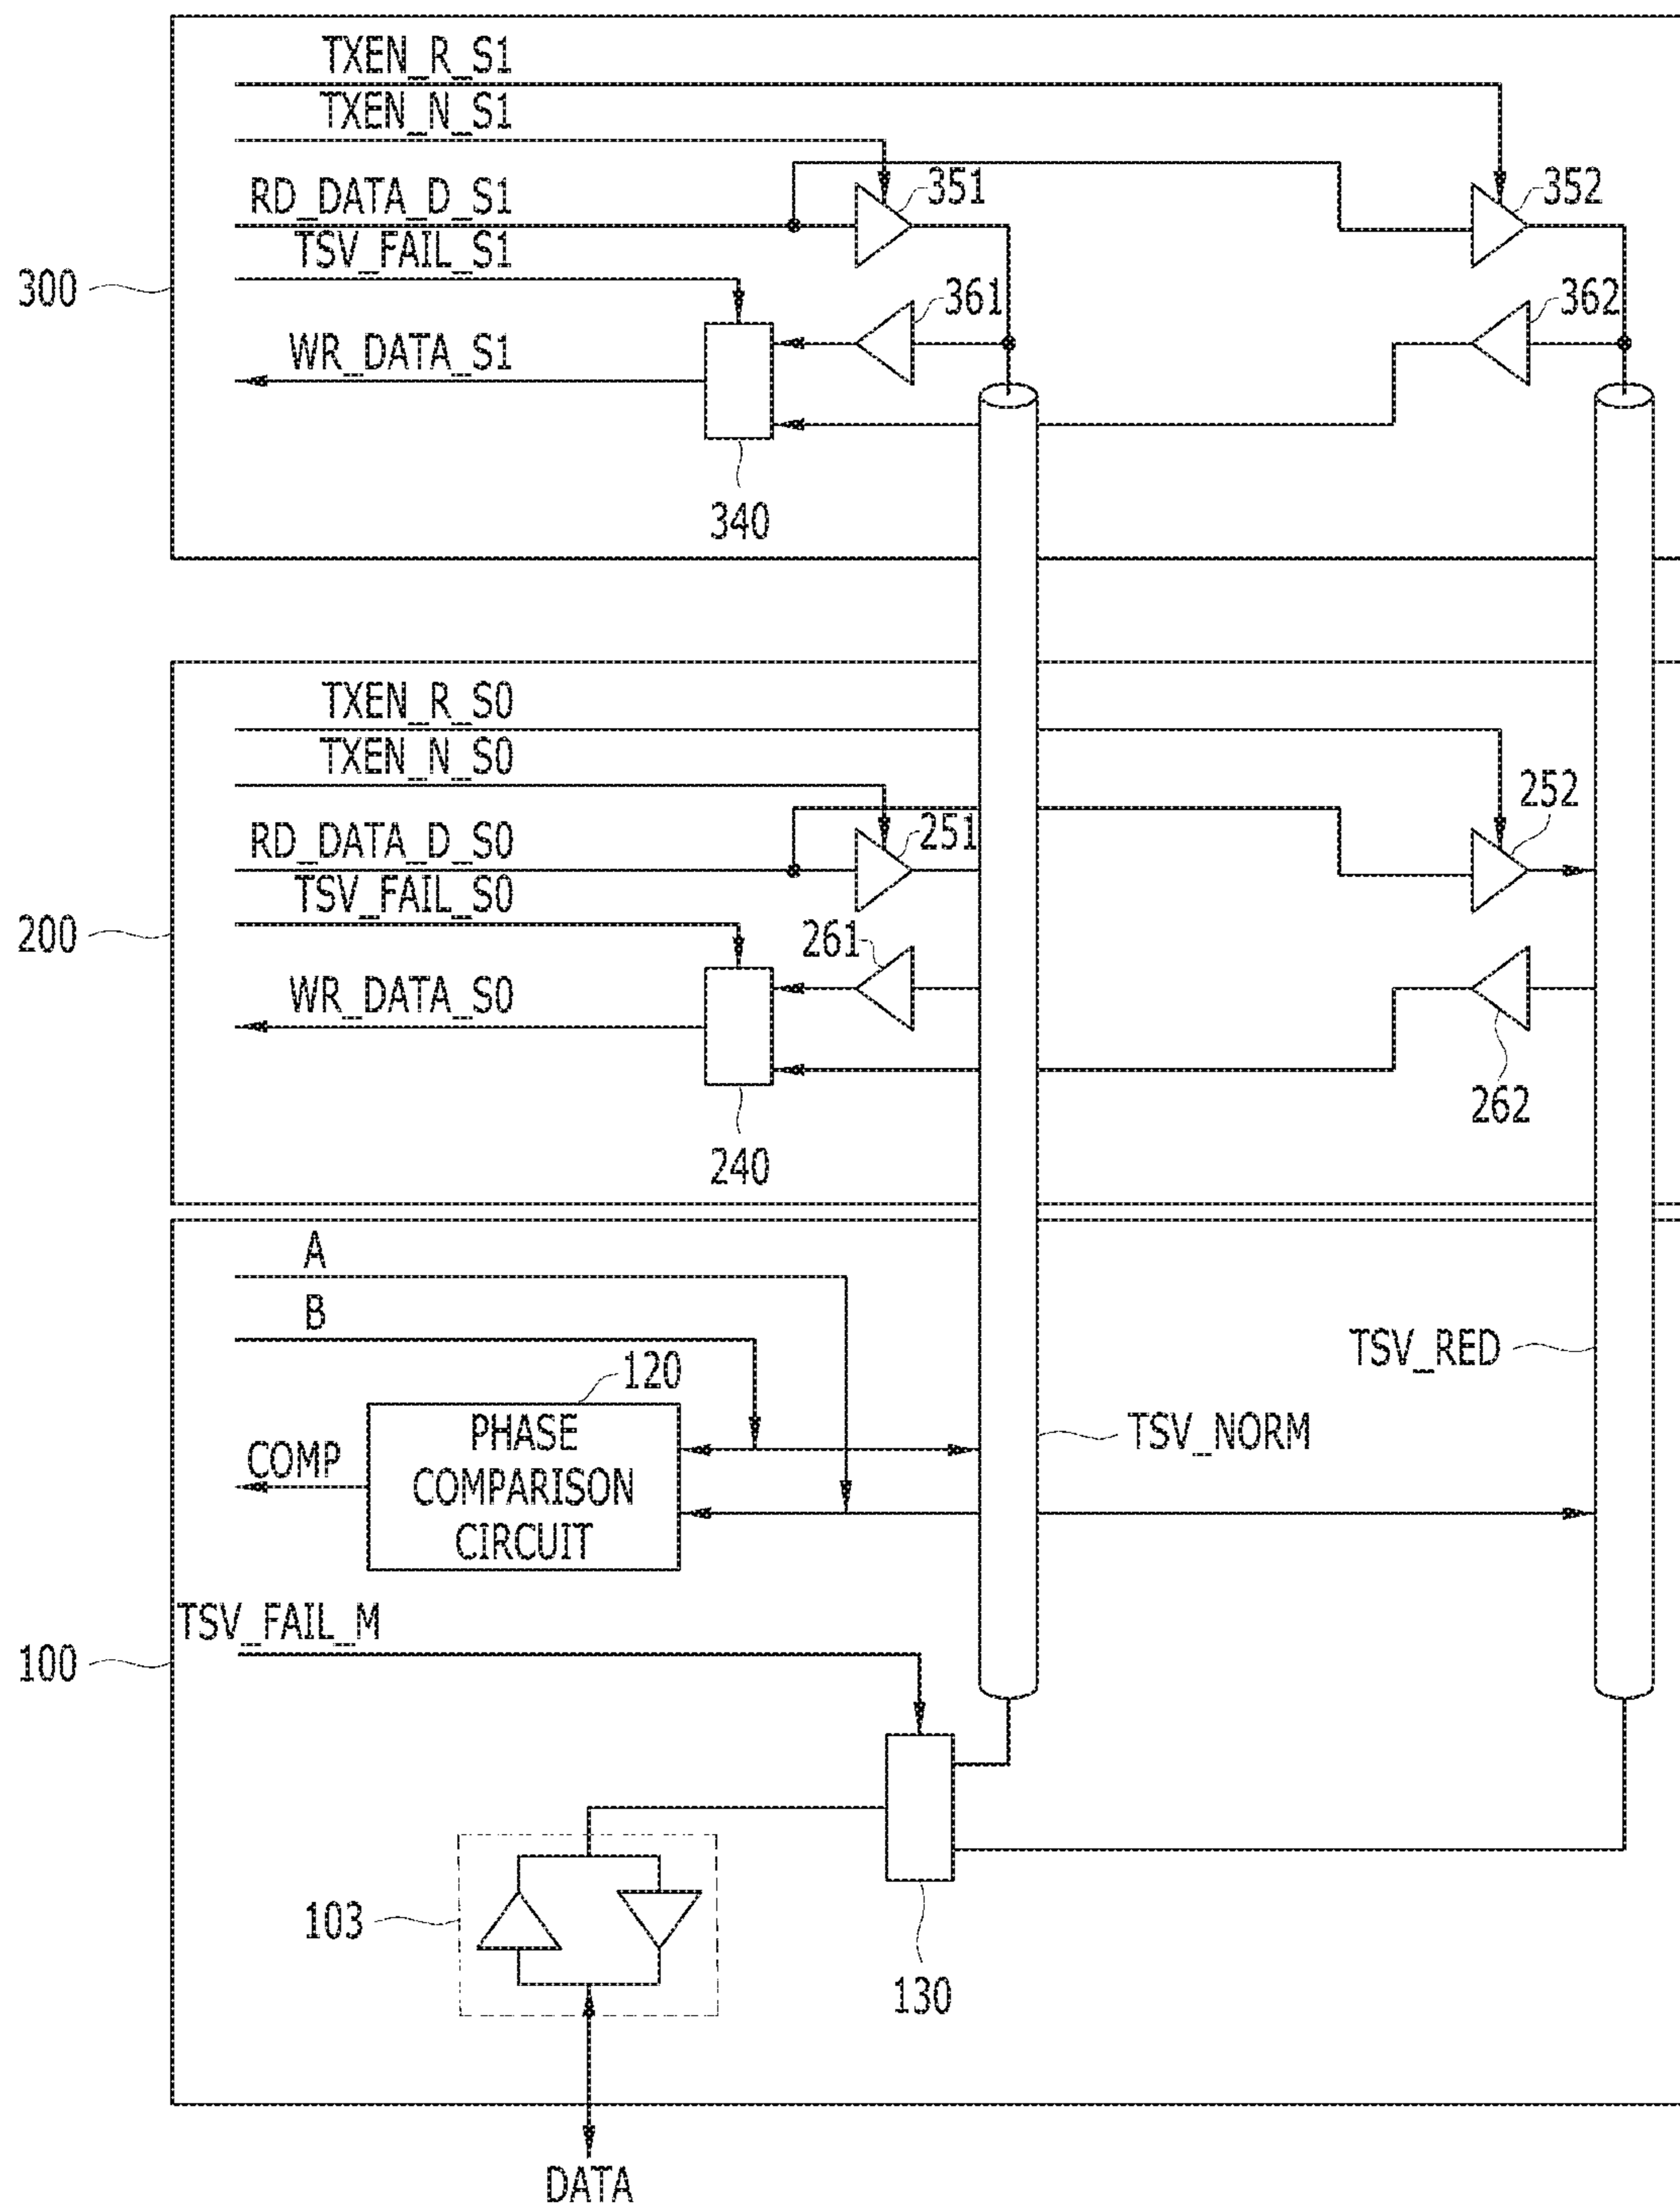 TXEN_R_S1
TXEN_N_S1
RD_DATA_D_S1
351
352
TSV_FAIL_S1
300
361
362
WR_DATA_S1
340
TXEN_R_S0
TXEN_N_S0
252
RD_DATA_D_S0
251
TSV_FAIL_S0
200
261
WR_DATA_S0
262
240
A
B
TSV_RED
120
PHASE
COMPARISON
CIRCUIT
COMP
TSV_NORM
TSV_FAIL_M
100
103
130
DATA